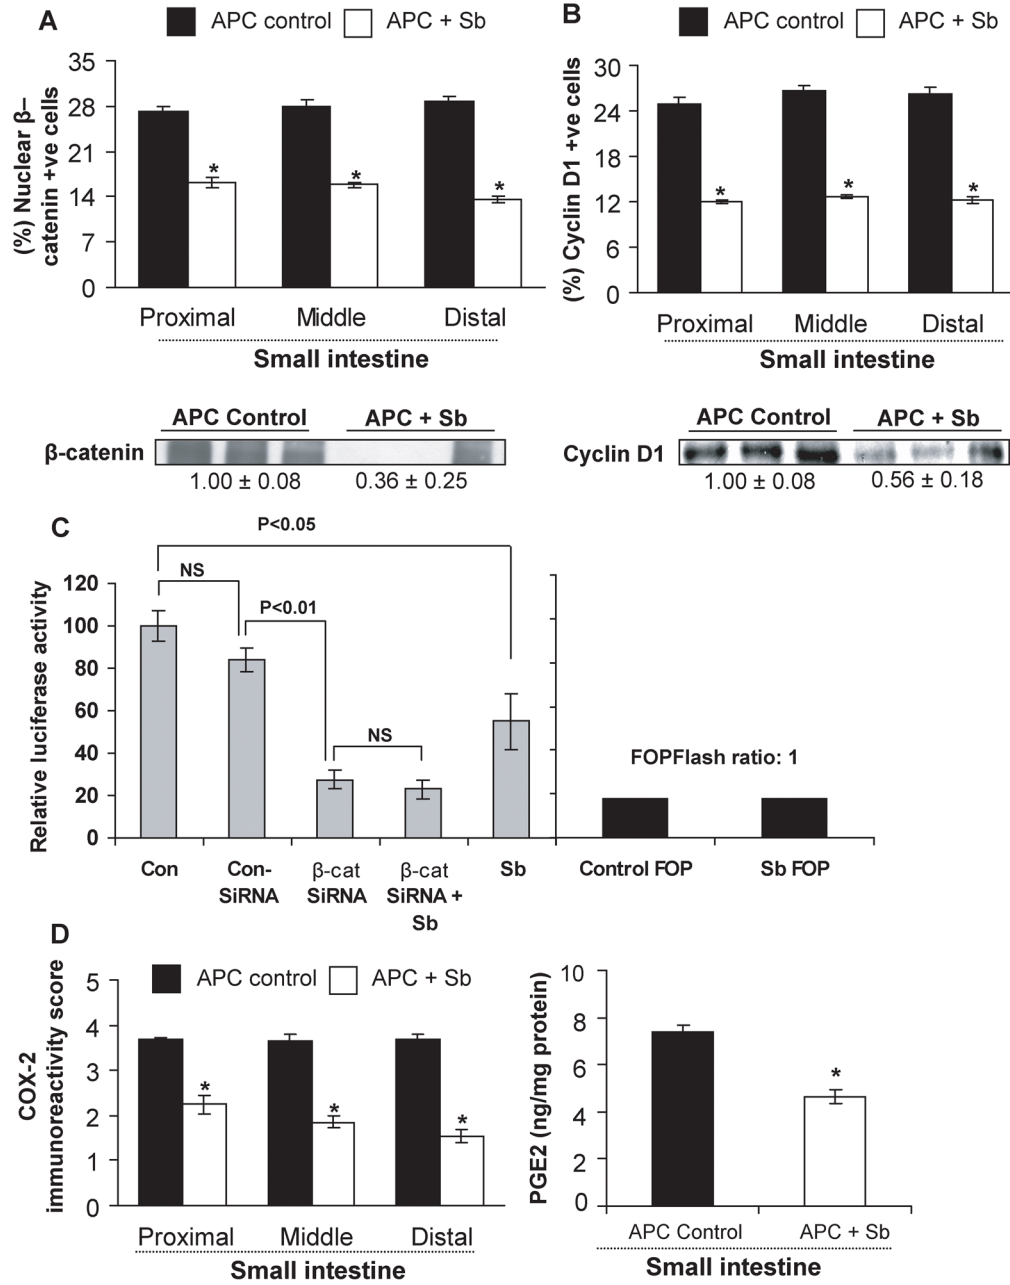 A
APC control
APC + Sb
(%) Nuclear β–
catenin +ve cells
35
28
21
14
7
0
*
*
*
Proximal
Middle
Distal
Small intestine
B
APC control
APC + Sb
(%) Cyclin D1 +ve cells
30
24
18
12
6
0
*
*
*
Proximal
Middle
Distal
Small intestine
APC Control
APC + Sb
β-catenin
1.00 ± 0.08
0.36 ± 0.25
APC Control
APC + Sb
Cyclin D1
1.00 ± 0.08
0.56 ± 0.18
C
P<0.05
NS
P<0.01
NS
Relative luciferase activity
120
100
80
60
40
20
0
FOPFlash ratio: 1
Con
Con-
SiRNA
β-cat
SiRNA
β-cat
SiRNA +
Sb
Sb
Control FOP
Sb FOP
D
APC control
APC + Sb
COX-2
immunoreactivity score
5
4
3
2
1
0
*
*
*
Proximal
Middle
Distal
Small intestine
PGE2 (ng/mg protein)
10
8
6
4
2
0
*
APC Control
APC + Sb
Small intestine